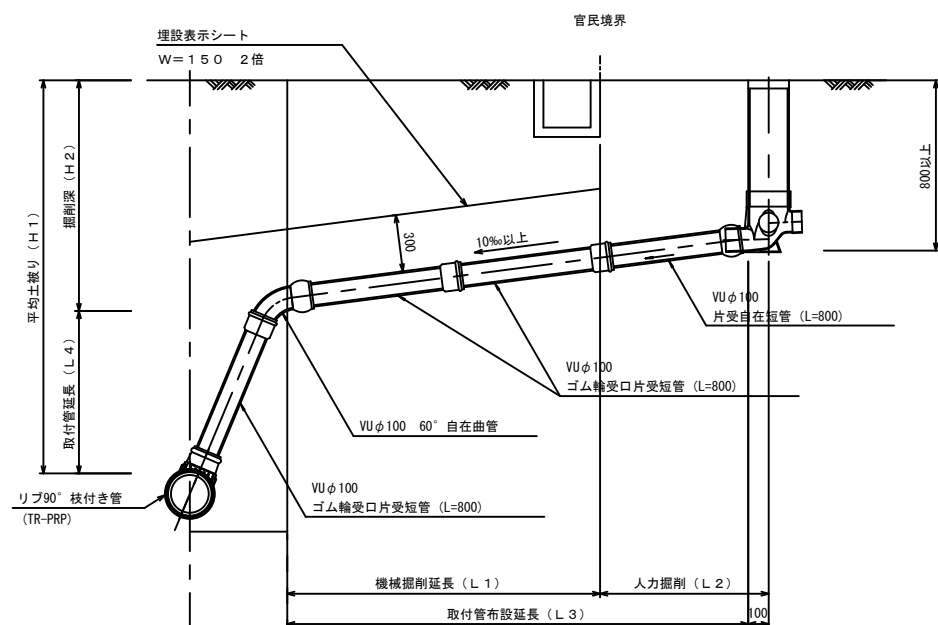 官民境界
埋設表示シート
W=150 2倍
平均土被り(H1)
掘削深(H2)
取付管延長(L4)
800以上
300
10‰以上
VUφ100
片受自在短管 (L=800)
VUφ100
ゴム輪受口片受短管 (L=800)
VUφ100 60°自在曲管
VUφ100
ゴム輪受口片受短管 (L=800)
リブ90°枝付き管
(TR-PRP)
機械掘削延長(L1)
人力掘削(L2)
取付管布設延長(L3)
100